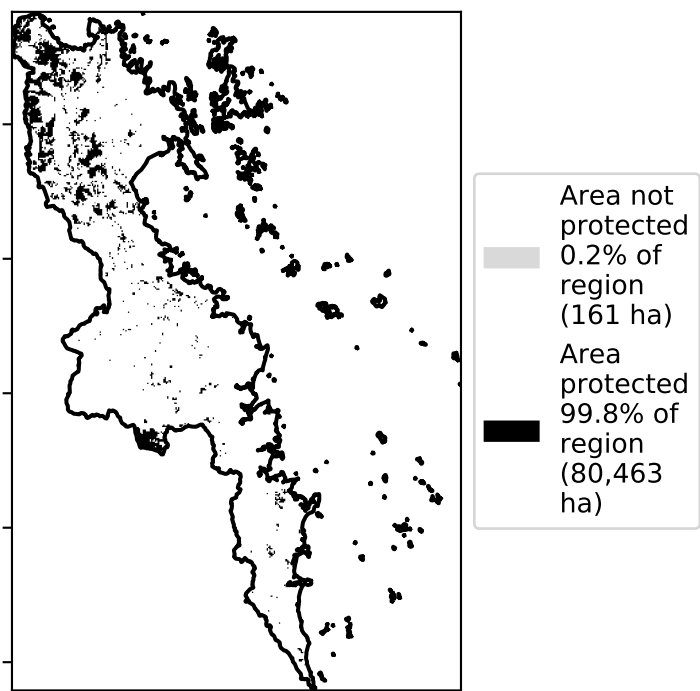 Area not
protected
0.2% of
region
(161 ha)
Area
protected
99.8% of
region
(80,463
ha)